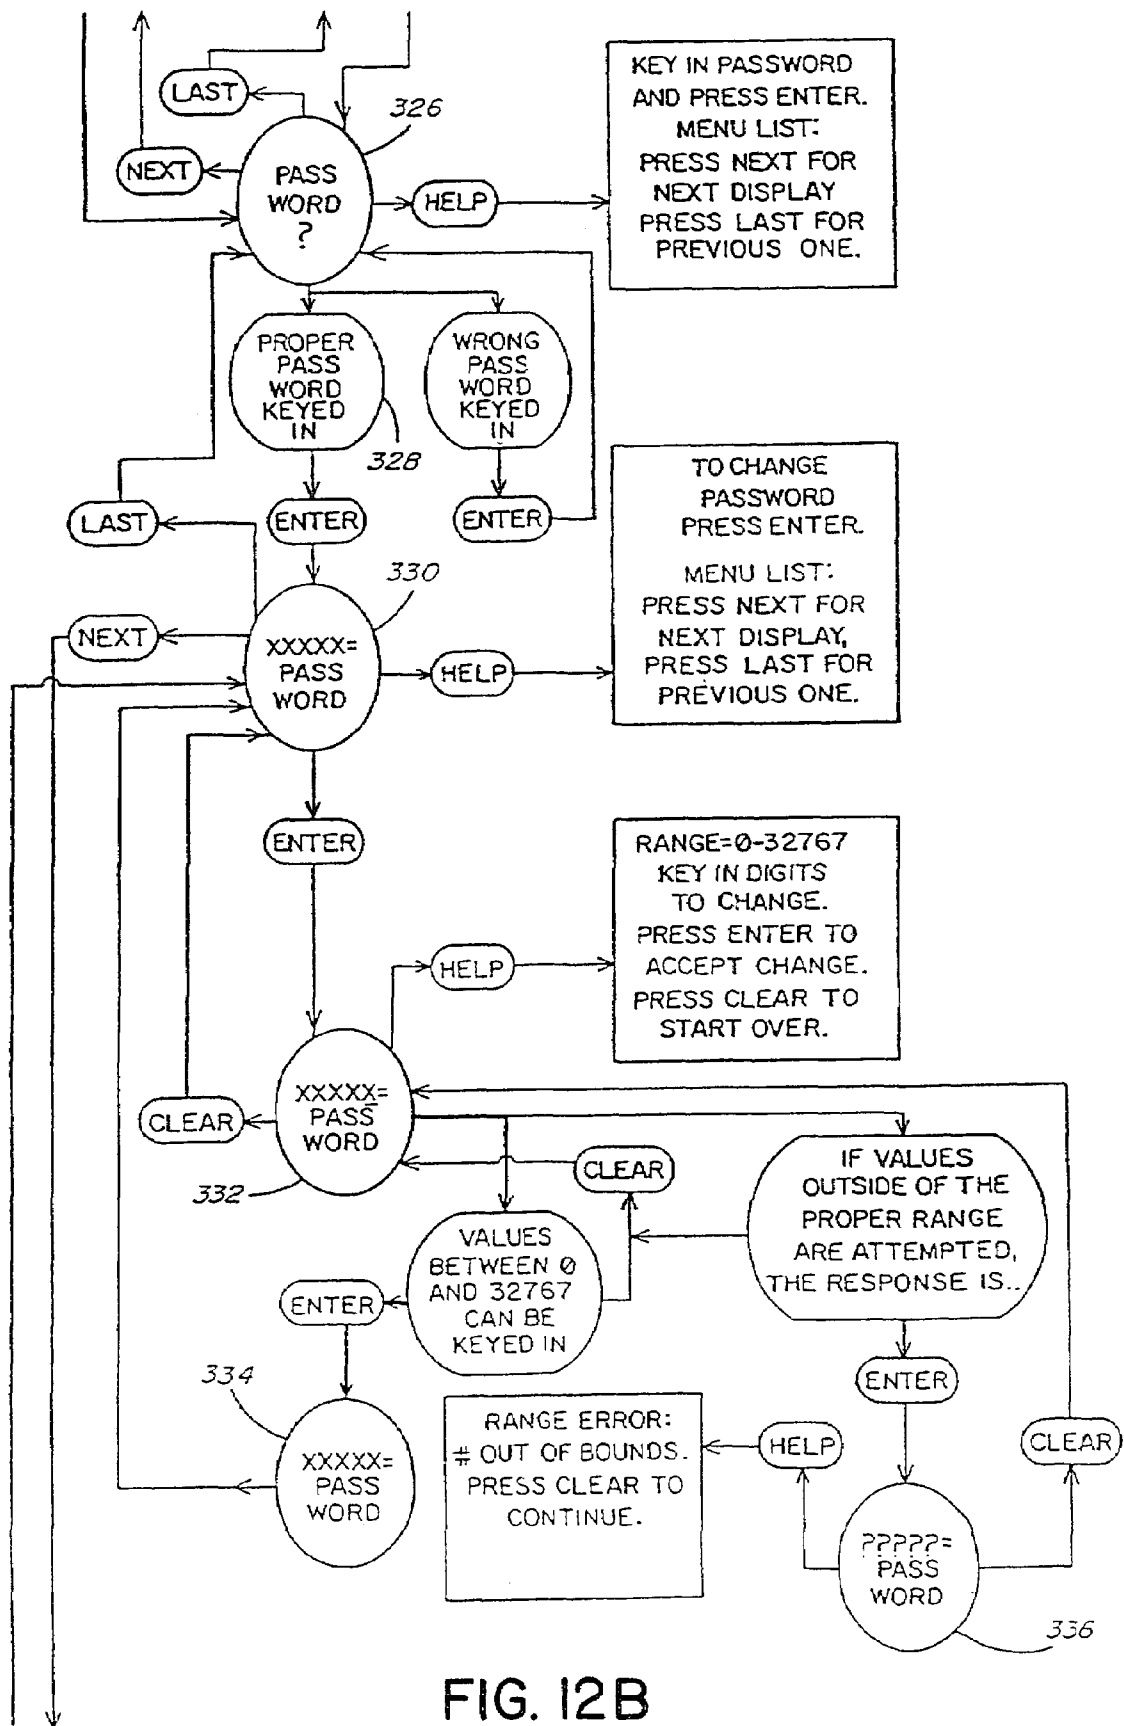 LAST
326
KEY IN PASSWORD
AND PRESS ENTER.
MENU LIST:
PRESS NEXT FOR
NEXT DISPLAY
PRESS LAST FOR
PREVIOUS ONE.
NEXT
PASS
WORD
?
HELP
PROPER
PASS
WORD
KEYED
IN
328
WRONG
PASS
WORD
KEYED
IN
LAST
ENTER
ENTER
TO CHANGE
PASSWORD
PRESS ENTER.
MENU LIST:
PRESS NEXT FOR
NEXT DISPLAY,
PRESS LAST FOR
PREVIOUS ONE.
330
NEXT
XXXXX=
PASS
WORD
HELP
ENTER
RANGE=0-32767
KEY IN DIGITS
TO CHANGE.
PRESS ENTER TO
ACCEPT CHANGE.
PRESS CLEAR TO
START OVER.
HELP
CLEAR
XXXXX=
PASS
WORD
332
CLEAR
IF VALUES
OUTSIDE OF THE
PROPER RANGE
ARE ATTEMPTED,
THE RESPONSE IS..
VALUES
BETWEEN 0
AND 32767
CAN BE
KEYED IN
ENTER
334
XXXXX=
PASS
WORD
ENTER
RANGE ERROR:
# OUT OF BOUNDS.
PRESS CLEAR TO
CONTINUE.
HELP
CLEAR
?????=
PASS
WORD
336
FIG. 12B